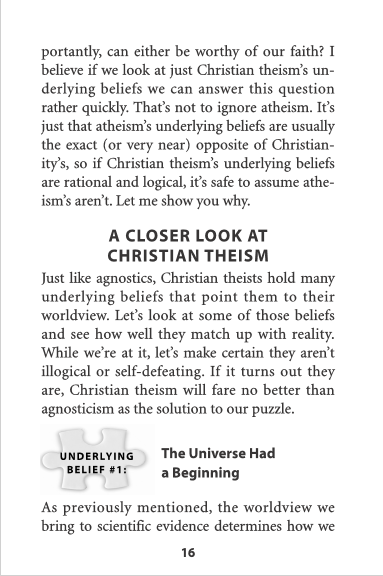 portantly, can either be worthy of our faith? I
believe if we look at just Christian theism’s un-
derlying beliefs we can answer this question
rather quickly. That’s not to ignore atheism. It’s
just that atheism’s underlying beliefs are usually
the exact (or very near) opposite of Christian-
ity’s, so if Christian theism’s underlying beliefs
are rational and logical, it’s safe to assume athe-
ism’s aren’t. Let me show you why.
A CLOSER LOOK AT
CHRISTIAN THEISM
Just like agnostics, Christian theists hold many
underlying beliefs that point them to their
worldview. Let’s look at some of those beliefs
and see how well they match up with reality.
While we’re at it, let’s make certain they aren’t
illogical or self-defeating. If it turns out they
are, Christian theism will fare no better than
agnosticism as the solution to our puzzle.
UNDERLYING
BELIEF #1:
The Universe Had
a Beginning
As previously mentioned, the worldview we
bring to scientific evidence determines how we
16